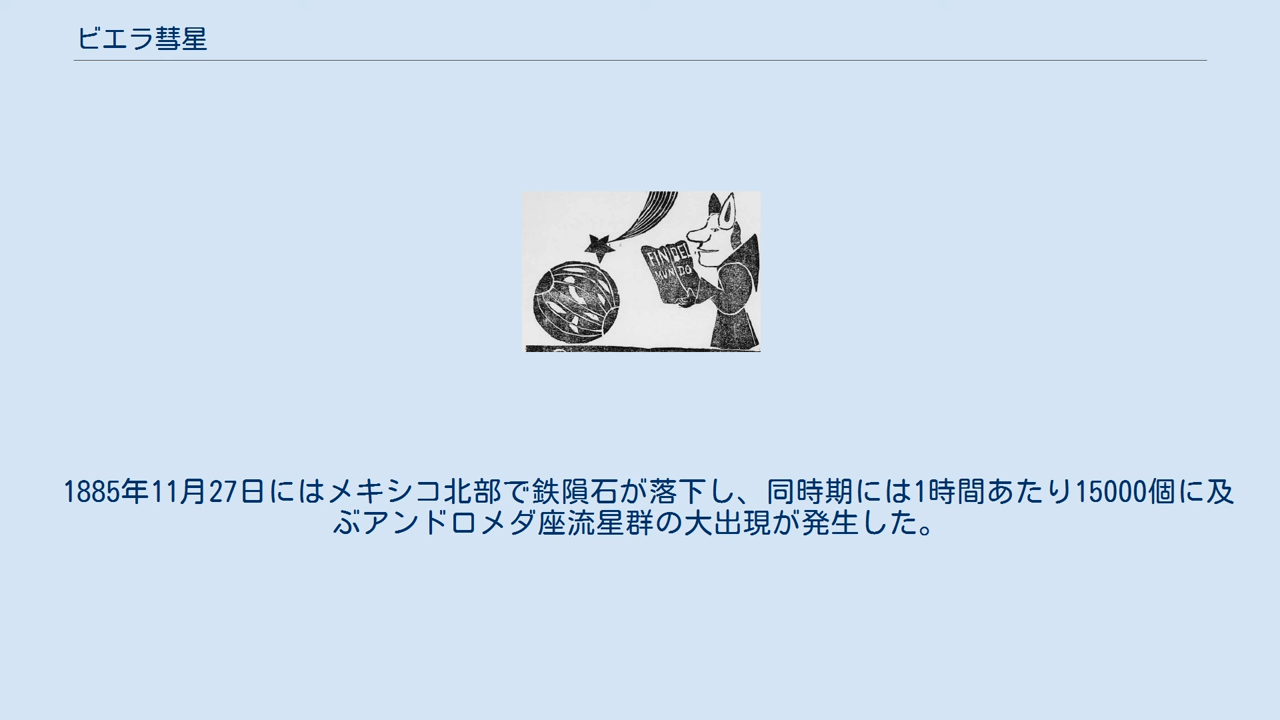 ビエラ彗星
FIN DEL
MUNDO
1885年11月27日にはメキシコ北部で鉄隕石が落下し、同時期には1時間あたり15000個に及
ぶアンドロメダ座流星群の大出現が発生した。